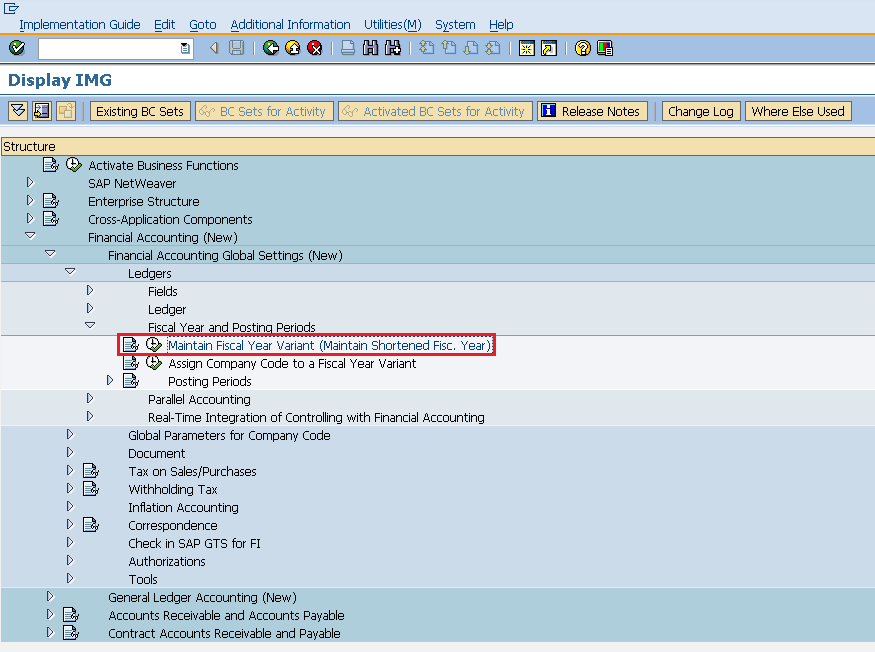 Implementation Guide Edit Goto Additional Information Utilities(M) System Help
Display IMG
Existing BC Sets BC Sets for Activity Activated BC Sets for Activity Release Notes Change Log Where Else Used
Structure
Activate Business Functions
SAP NetWeaver
Enterprise Structure
Cross-Application Components
Financial Accounting (New)
Financial Accounting Global Settings (New)
Ledgers
Fields
Ledger
Fiscal Year and Posting Periods
Maintain Fiscal Year Variant (Maintain Shortened Fisc. Year)
Assign Company Code to a Fiscal Year Variant
Posting Periods
Parallel Accounting
Real-Time Integration of Controlling with Financial Accounting
Global Parameters for Company Code
Document
Tax on Sales/Purchases
Withholding Tax
Inflation Accounting
Correspondence
Check in SAP GTS for FI
Authorizations
Tools
General Ledger Accounting (New)
Accounts Receivable and Accounts Payable
Contract Accounts Receivable and Payable